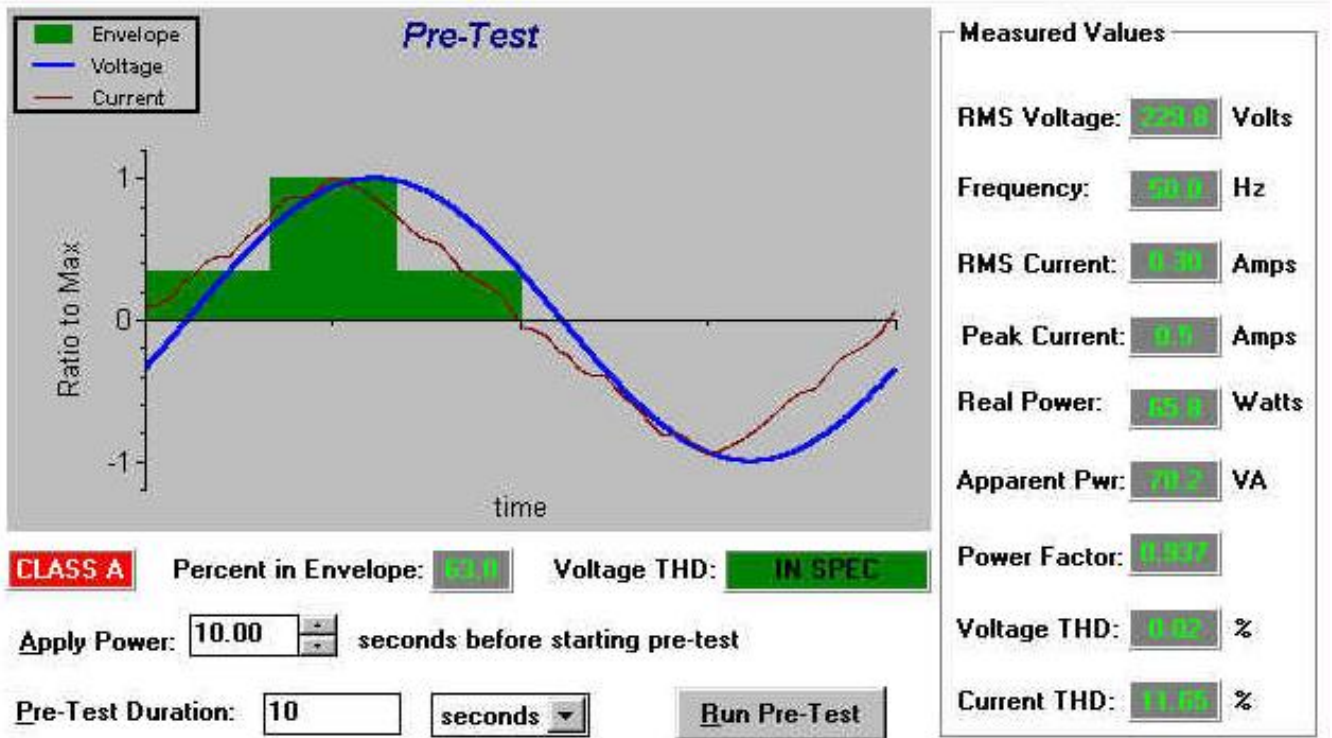 Envelope
Voltage
Current
Pre-Test
Ratio to Max
1
0
-1
time
CLASS A
Percent in Envelope: 63.0
Voltage THD: IN SPEC
Apply Power: 10.00 seconds before starting pre-test
Pre-Test Duration: 10 seconds
Run Pre-Test
Measured Values
RMS Voltage: 229.8 Volts
Frequency: 50.0 Hz
RMS Current: 0.30 Amps
Peak Current: 0.5 Amps
Real Power: 65.8 Watts
Apparent Pwr: 70.2 VA
Power Factor: 0.937
Voltage THD: 0.02 %
Current THD: 11.65 %